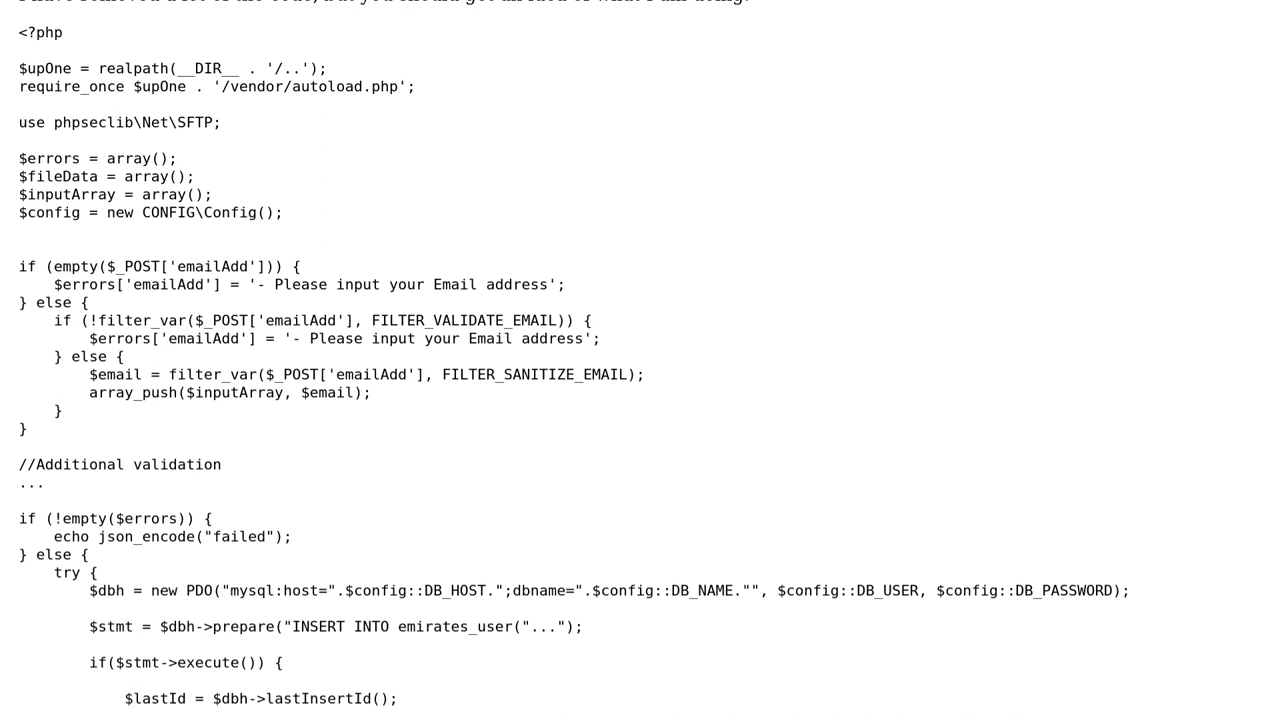 <?php
$upOne = realpath(__DIR__ . '/..');
require_once $upOne . '/vendor/autoload.php';
use phpseclib\Net\SFTP;
$errors = array();
$fileData = array();
$inputArray = array();
$config = new CONFIG\Config();
if (empty($_POST['emailAdd'])) {
    $errors['emailAdd'] = '- Please input your Email address';
} else {
    if (!filter_var($_POST['emailAdd'], FILTER_VALIDATE_EMAIL)) {
        $errors['emailAdd'] = '- Please input your Email address';
    } else {
        $email = filter_var($_POST['emailAdd'], FILTER_SANITIZE_EMAIL);
        array_push($inputArray, $email);
    }
}
//Additional validation
...
if (!empty($errors)) {
    echo json_encode("failed");
} else {
    try {
        $dbh = new PDO("mysql:host=".$config::DB_HOST.";dbname=".$config::DB_NAME."", $config::DB_USER, $config::DB_PASSWORD);
        $stmt = $dbh->prepare("INSERT INTO emirates_user("...");
        if($stmt->execute()) {
            $lastId = $dbh->lastInsertId();